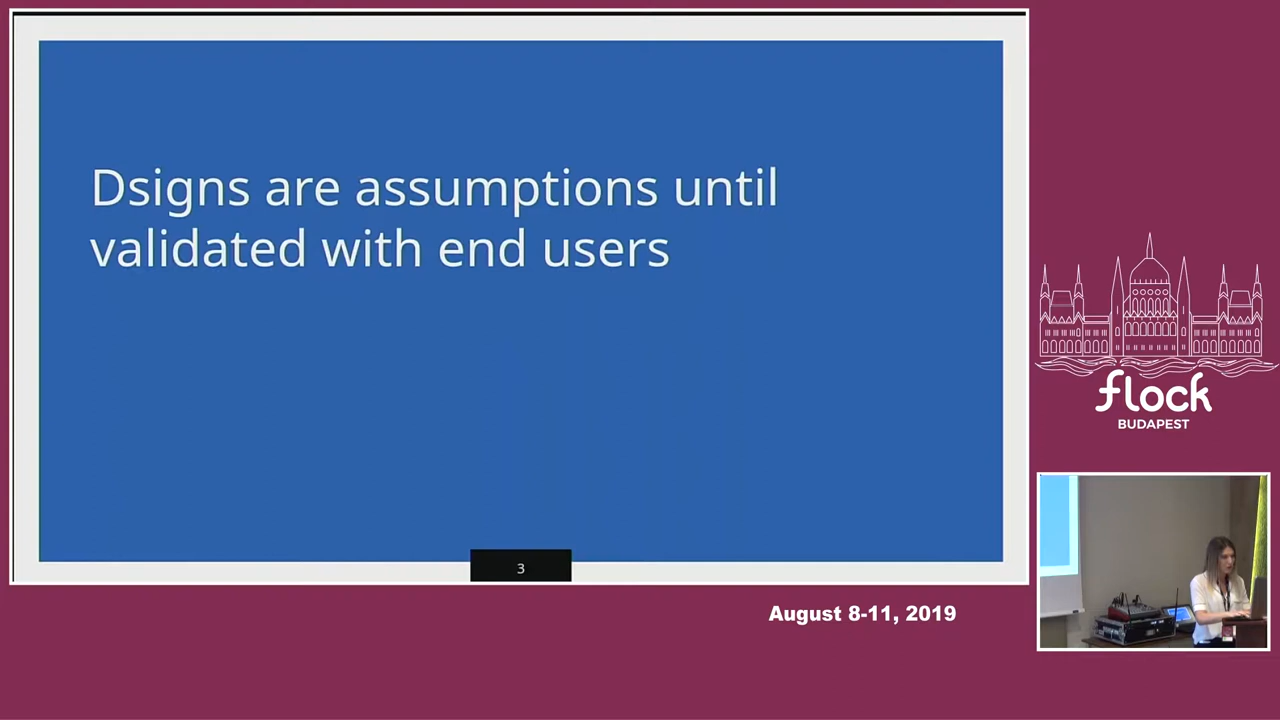 Dsigns are assumptions until
validated with end users
3
flock
BUDAPEST
August 8-11, 2019